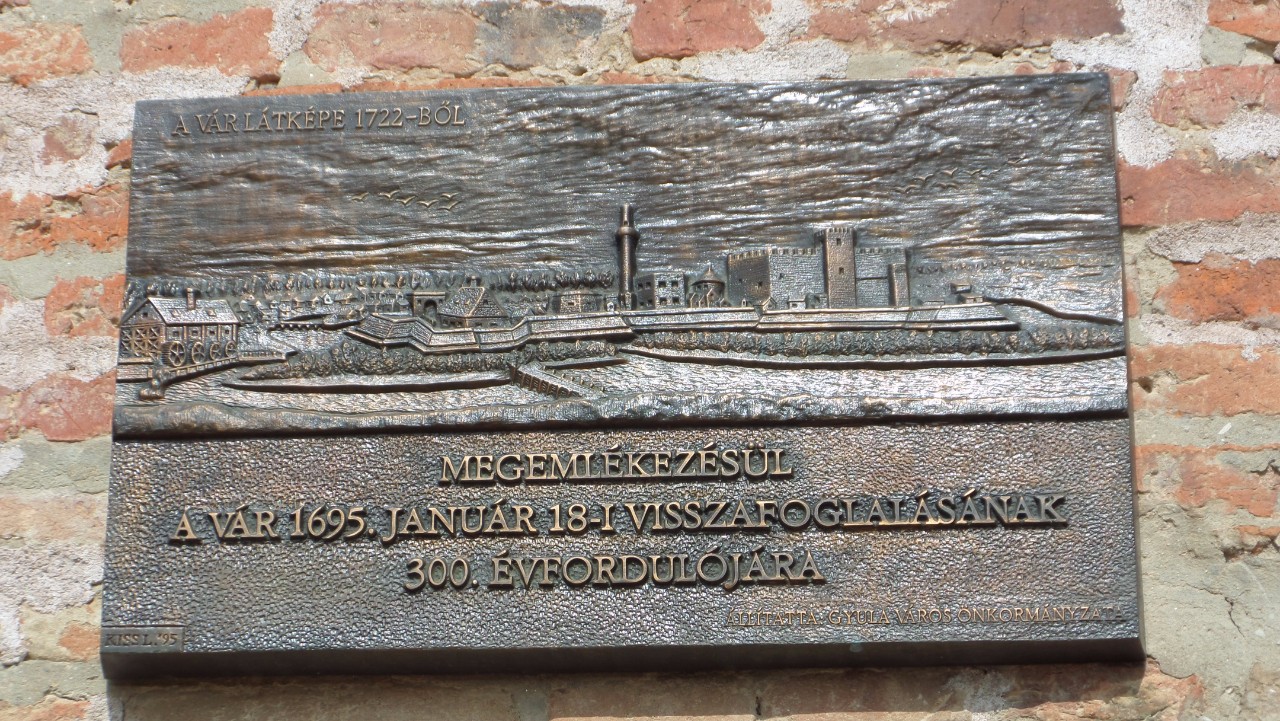 A VÁR LÁTKÉPE 1722-BŐL
MEGEMLÉKEZÉSÜL
A VÁR 1695. JANUÁR 18-I VISSZAFOGLALÁSÁNAK
300. ÉVFORDULÓJÁRA
ÁLLÍTATTA: GYULA VÁROS ÖNKORMÁNYZATA
KISS L. '95